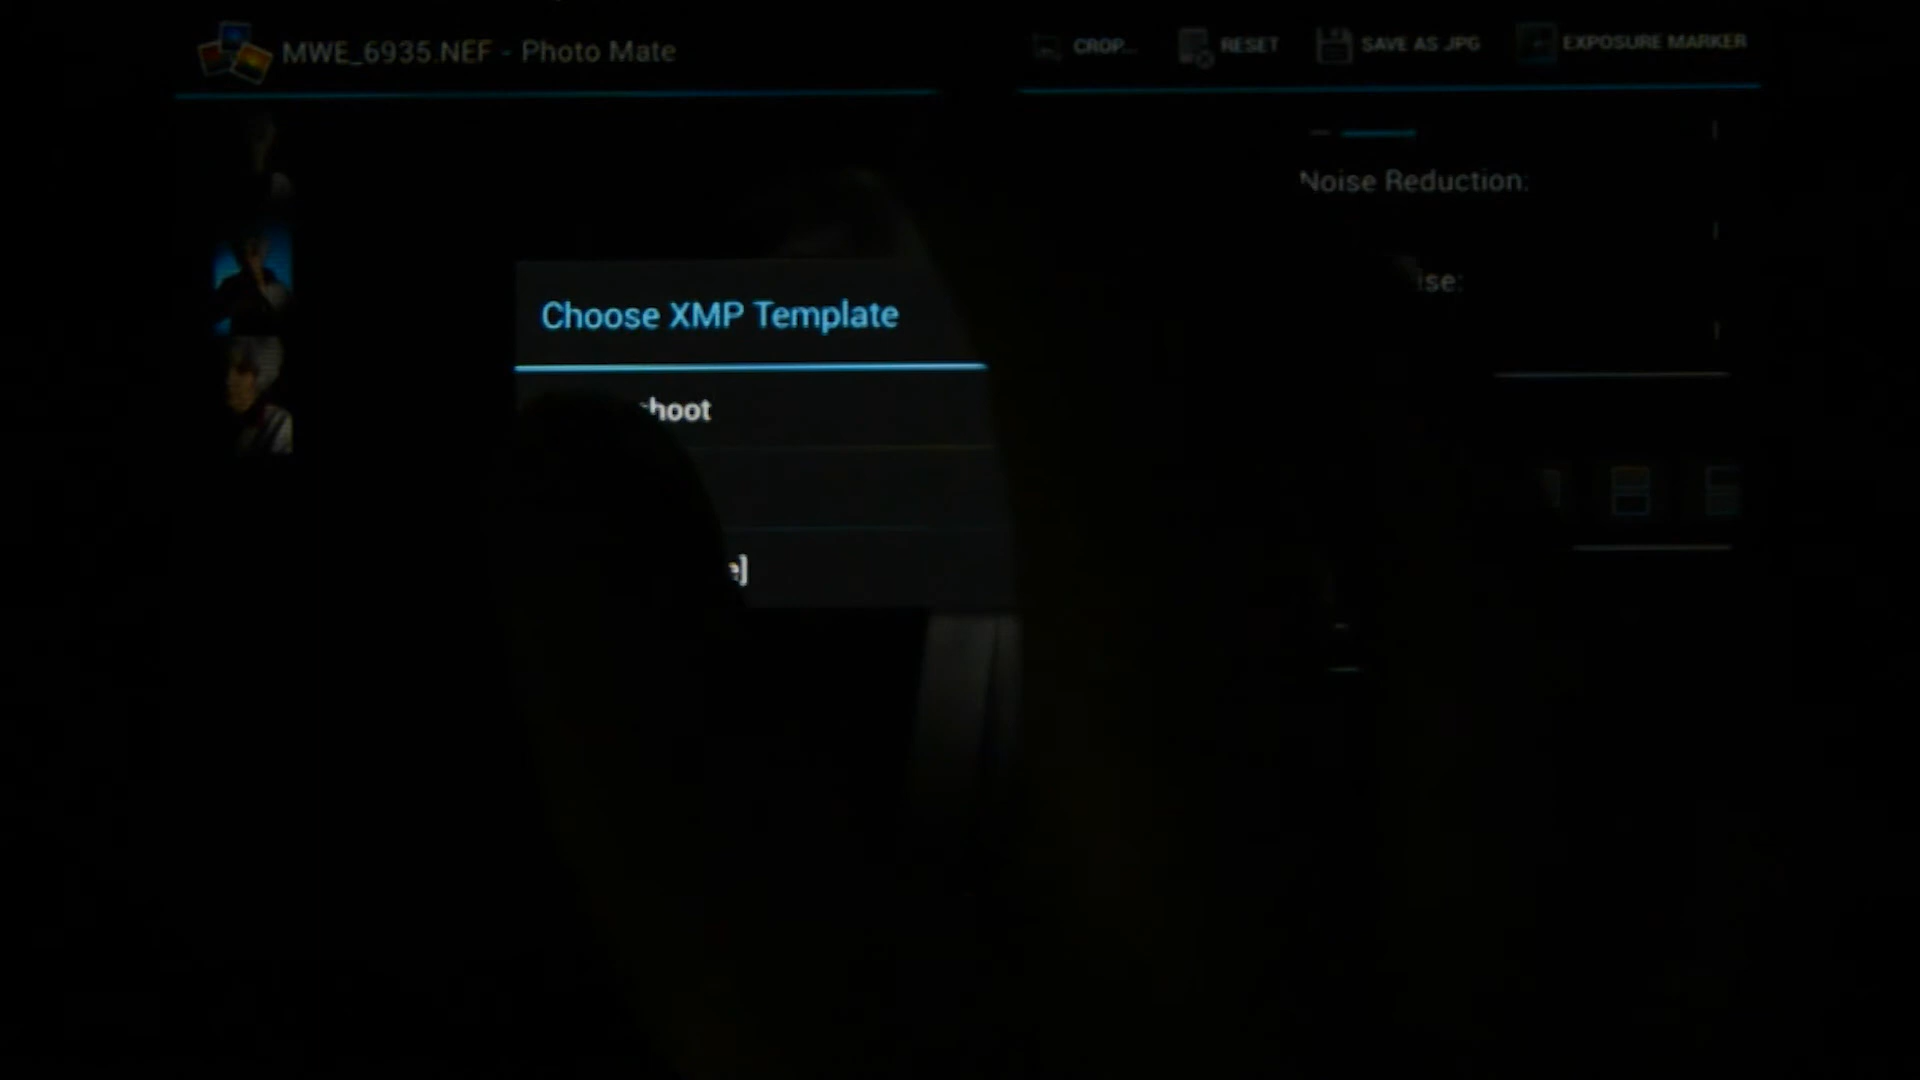 MWE_6935.NEF - Photo Mate
CROP... RESET SAVE AS JPG EXPOSURE MARKER
Noise Reduction:
Choose XMP Template